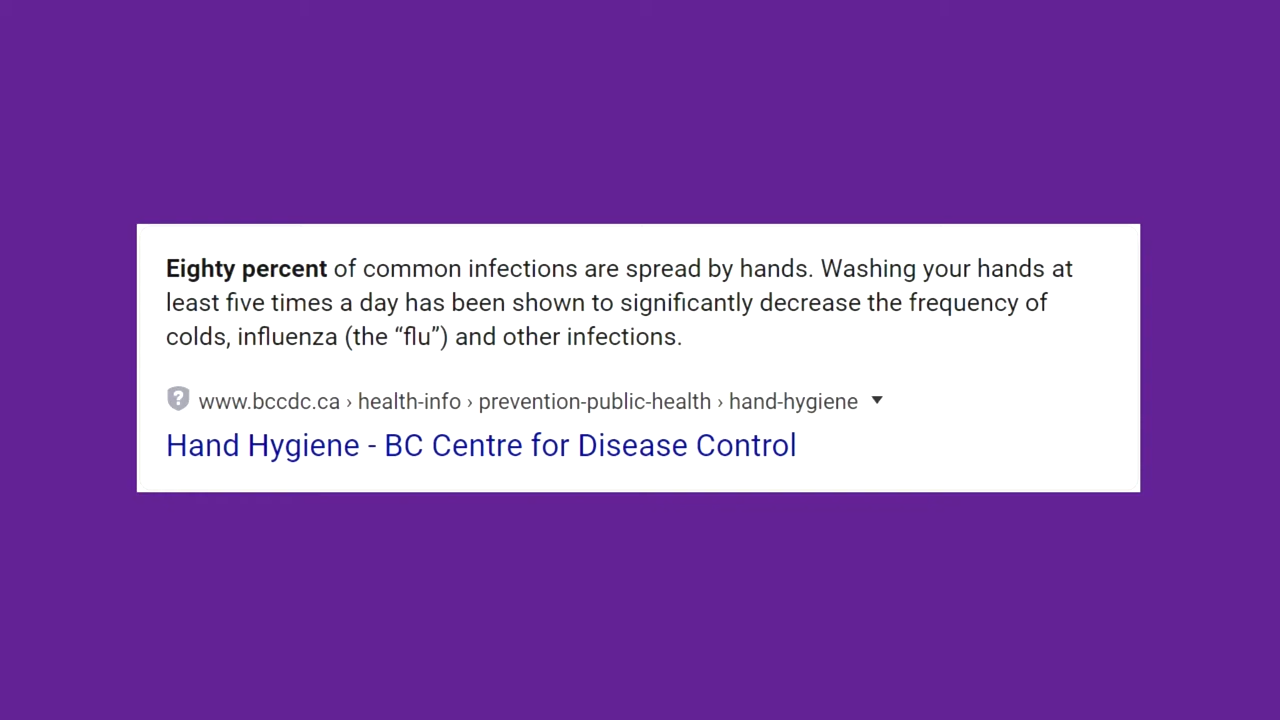 Eighty percent of common infections are spread by hands. Washing your hands at
least five times a day has been shown to significantly decrease the frequency of
colds, influenza (the “flu”) and other infections.
www.bccdc.ca › health-info › prevention-public-health › hand-hygiene
Hand Hygiene - BC Centre for Disease Control